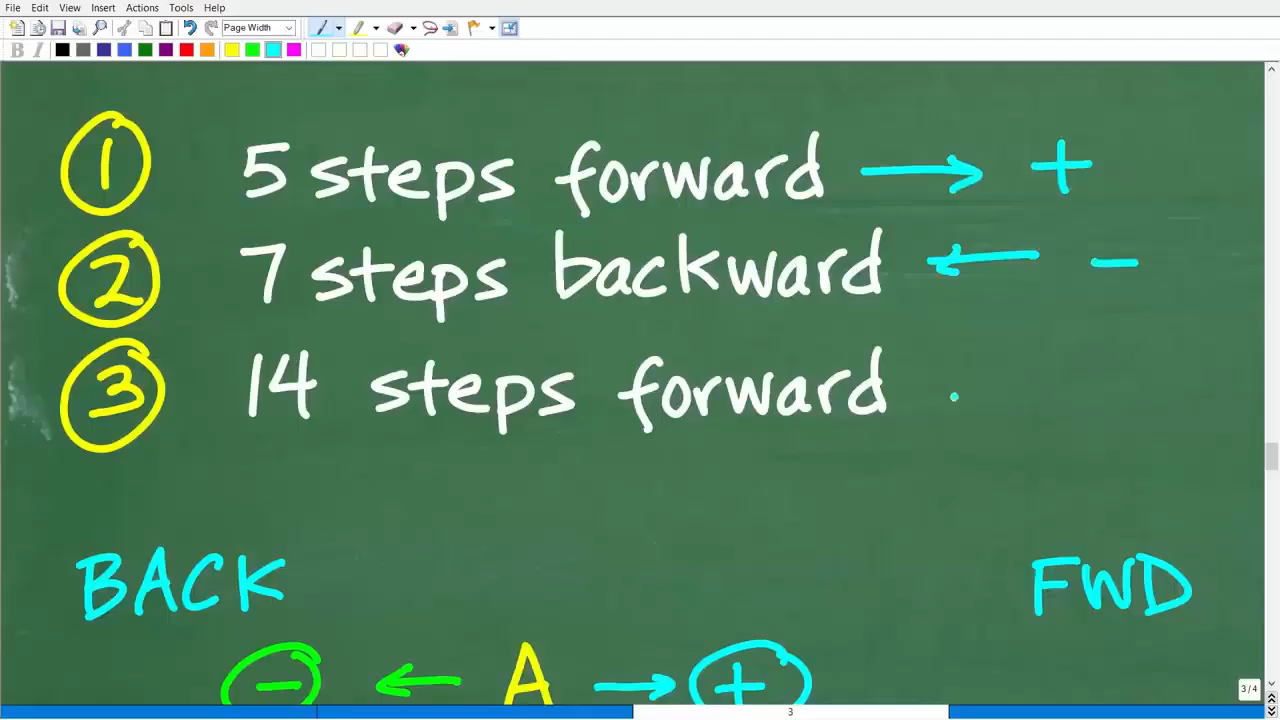 File Edit View Insert Actions Tools Help
Page Width
B I
1 5 steps forward → +
2 7 steps backward ← -
3 14 steps forward
BACK FWD
- ← A → +
3/4
3